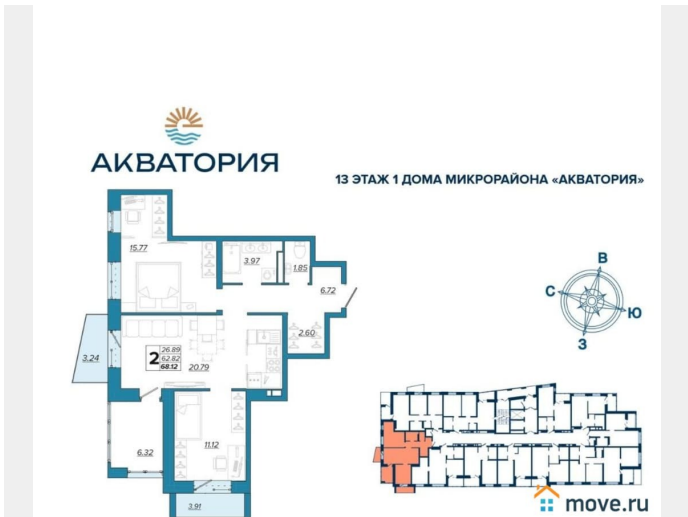 АКВАТОРИЯ
13 ЭТАЖ 1 ДОМА МИКРОРАЙОНА «АКВАТОРИЯ»
15.77
3.97
1.85
6.72
2.60
3.24
2
26.89
62.82
68.12
20.79
6.32
11.12
3.91
В
С
Ю
З
move.ru